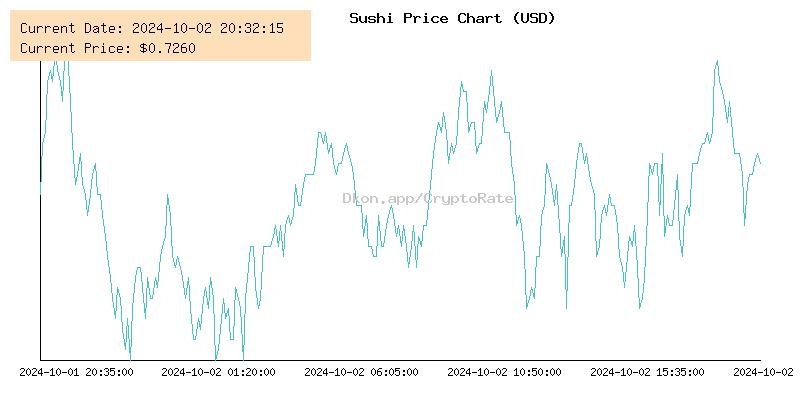 Sushi Price Chart (USD)
Current Date: 2024-10-02 20:32:15
Current Price: $0.7260
Dkon.app/CryptoRate
2024-10-01 20:35:00 2024-10-02 01:20:00 2024-10-02 06:05:00 2024-10-02 10:50:00 2024-10-02 15:35:00 2024-10-02